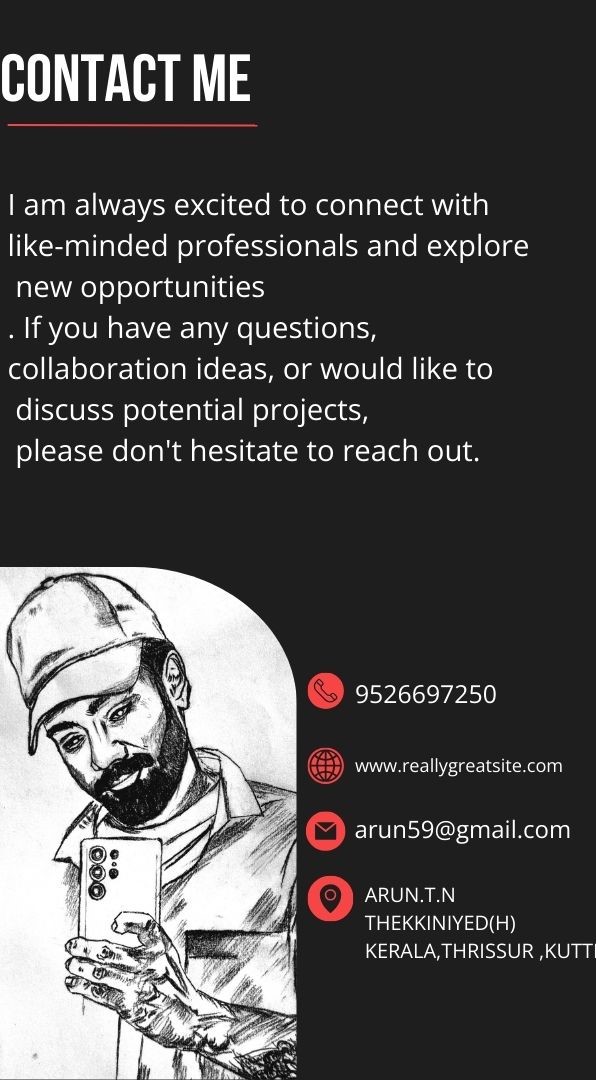 CONTACT ME
I am always excited to connect with
like-minded professionals and explore
new opportunities
. If you have any questions,
collaboration ideas, or would like to
discuss potential projects,
please don't hesitate to reach out.
9526697250
www.reallygreatsite.com
arun59@gmail.com
ARUN.T.N
THEKKINIYED(H)
KERALA,THRISSUR ,